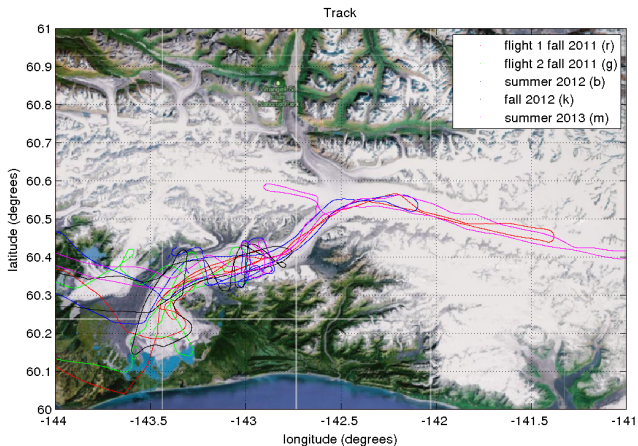 Track
flight 1 fall 2011 (r)
flight 2 fall 2011 (g)
summer 2012 (b)
fall 2012 (k)
summer 2013 (m)
61
60.9
60.8
60.7
60.6
60.5
60.4
60.3
60.2
60.1
60
latitude (degrees)
-144 -143.5 -143 -142.5 -142 -141.5 -141
longitude (degrees)